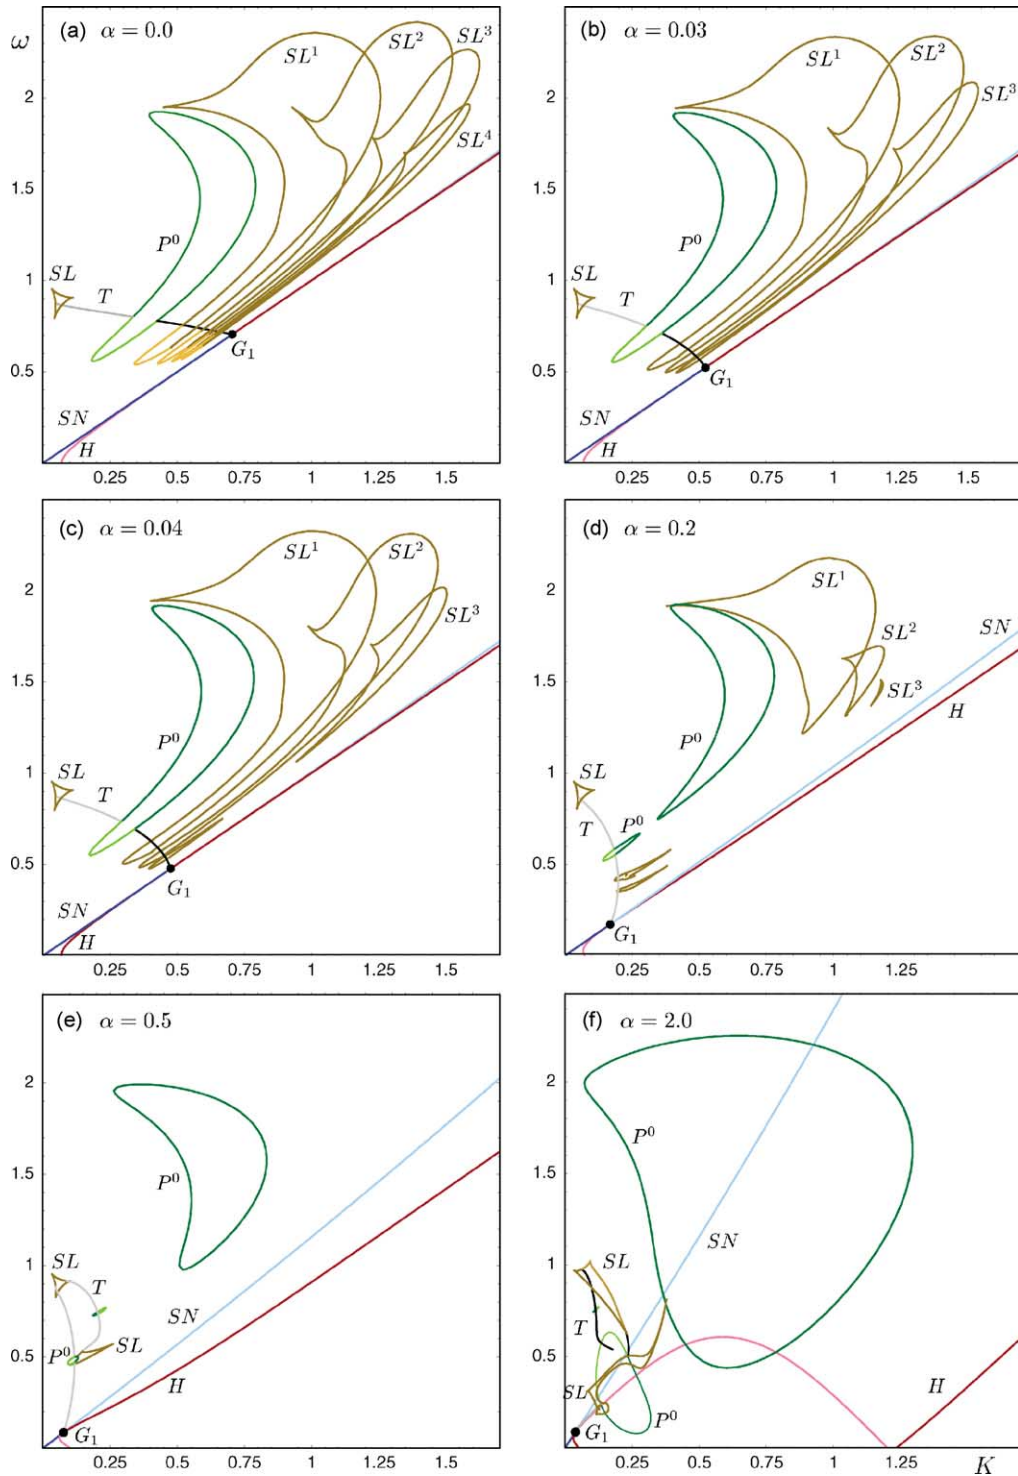 (a) α = 0.0
ω
2
1.5
1
0.5
SL¹
SL²
SL³
SL⁴
P⁰
SL
T
G₁
SN
H
0.25 0.5 0.75 1 1.25 1.5
(b) α = 0.03
2
1.5
1
0.5
SL¹
SL²
SL³
P⁰
SL
T
G₁
SN
H
0.25 0.5 0.75 1 1.25 1.5
(c) α = 0.04
2
1.5
1
0.5
SL¹
SL²
SL³
P⁰
SL
T
G₁
SN
H
0.25 0.5 0.75 1 1.25 1.5
(d) α = 0.2
2
1.5
1
0.5
SL¹
SL²
SL³
SN
H
P⁰
SL
T
P⁰
G₁
0.25 0.5 0.75 1 1.25
(e) α = 0.5
2
1.5
1
0.5
P⁰
SL
T
SN
SL
P⁰
H
G₁
0.25 0.5 0.75 1 1.25 1.5
(f) α = 2.0
2
1.5
1
0.5
P⁰
SN
SL
T
SL
P⁰
H
G₁
0.25 0.5 0.75 1 1.25
K